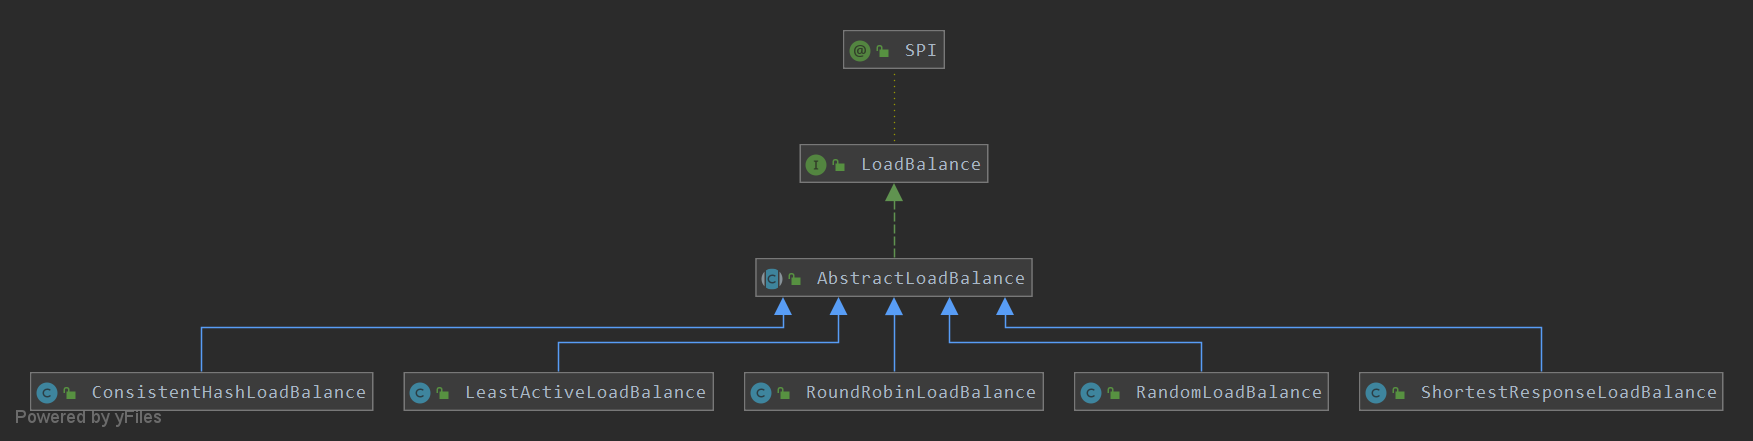 SPI
LoadBalance
AbstractLoadBalance
ConsistentHashLoadBalance
LeastActiveLoadBalance
RoundRobinLoadBalance
RandomLoadBalance
ShortestResponseLoadBalance
Powered by yFiles